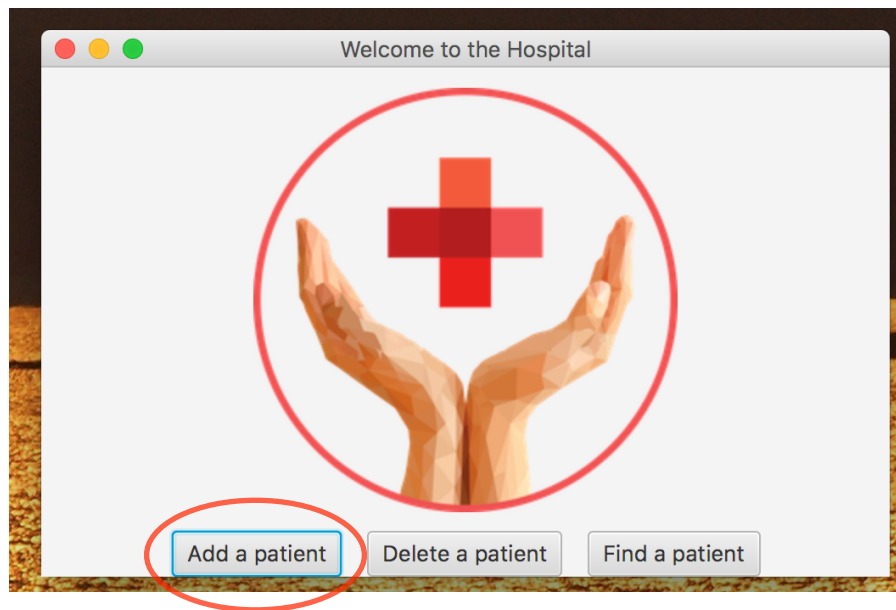 Welcome to the Hospital
Add a patient
Delete a patient
Find a patient